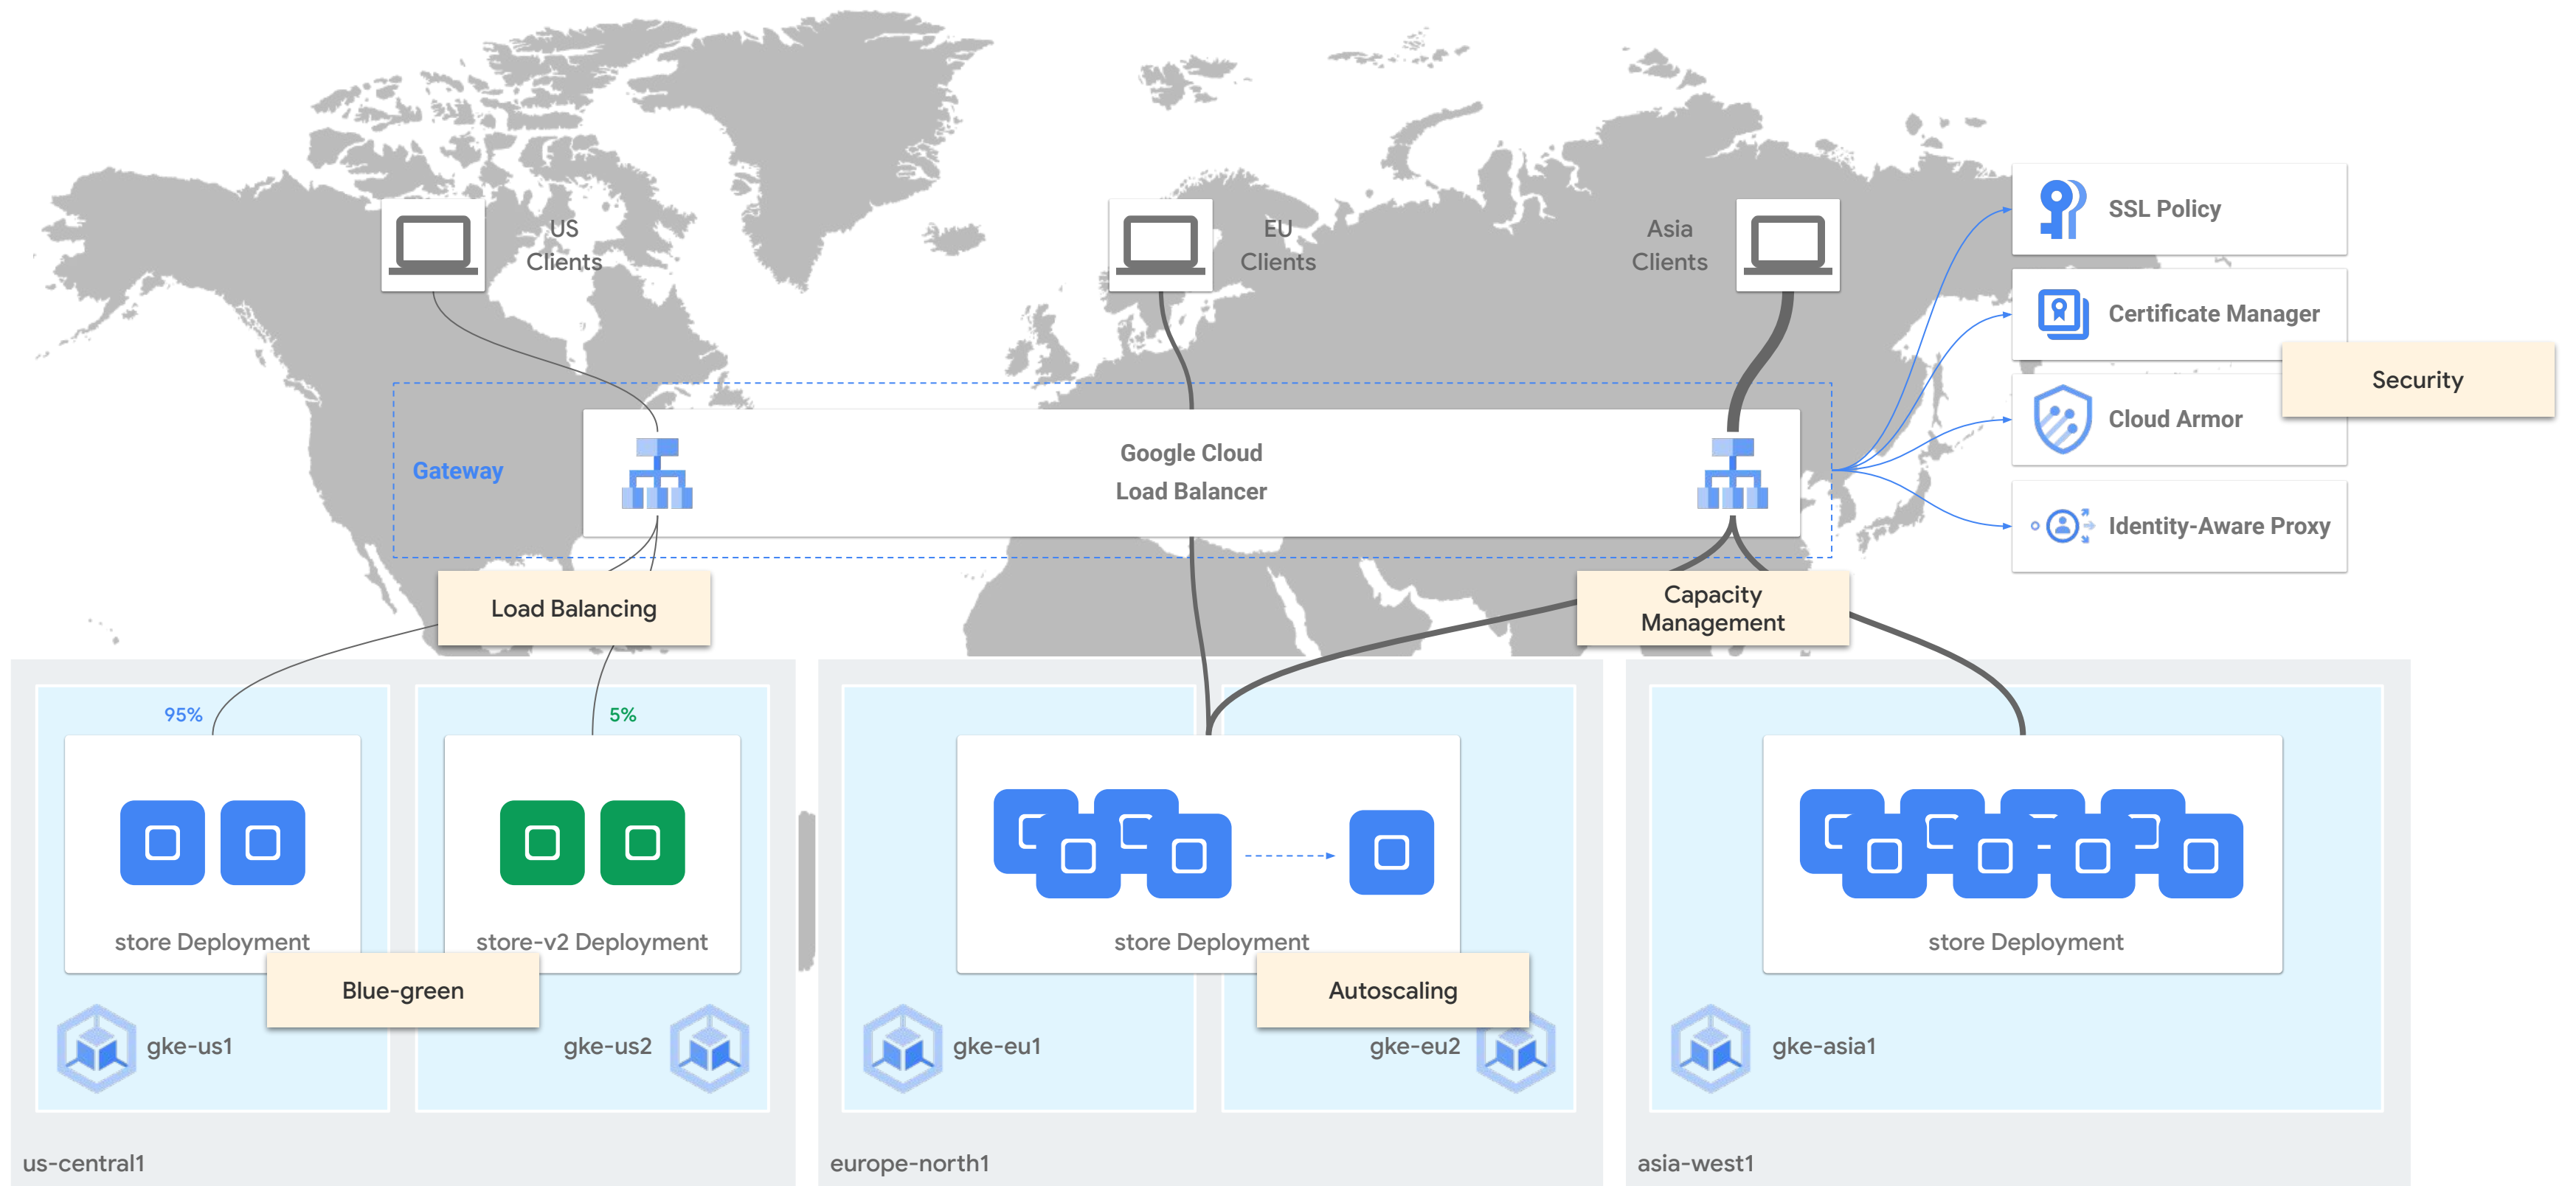 US
Clients
EU
Clients
Asia
Clients
SSL Policy
Certificate Manager
Security
Cloud Armor
Identity-Aware Proxy
Gateway
Google Cloud
Load Balancer
Load Balancing
Capacity
Management
95%
5%
store Deployment
store-v2 Deployment
store Deployment
store Deployment
Blue-green
Autoscaling
gke-us1
gke-us2
gke-eu1
gke-eu2
gke-asia1
us-central1
europe-north1
asia-west1